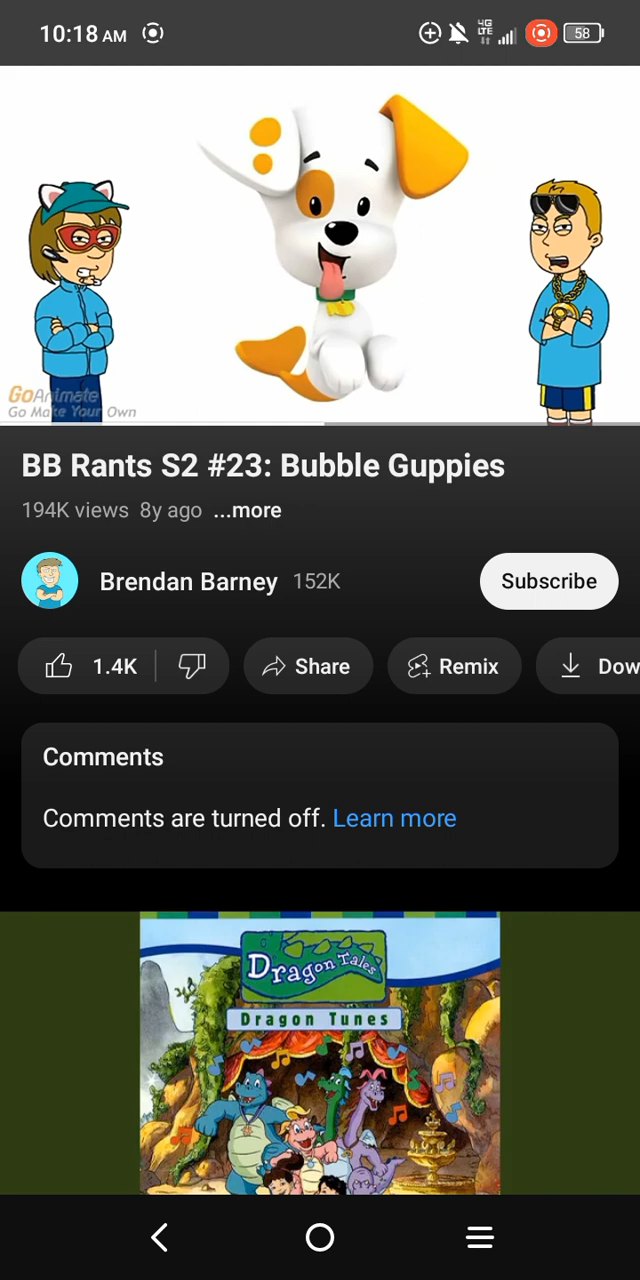 10:18 AM
4G
LTE
58
GoAnimate
Go Make Your Own
BB Rants S2 #23: Bubble Guppies
194K views 8y ago ...more
Brendan Barney 152K
Subscribe
1.4K
Share
Remix
Dow
Comments
Comments are turned off. Learn more
Dragon Tales
Dragon Tunes